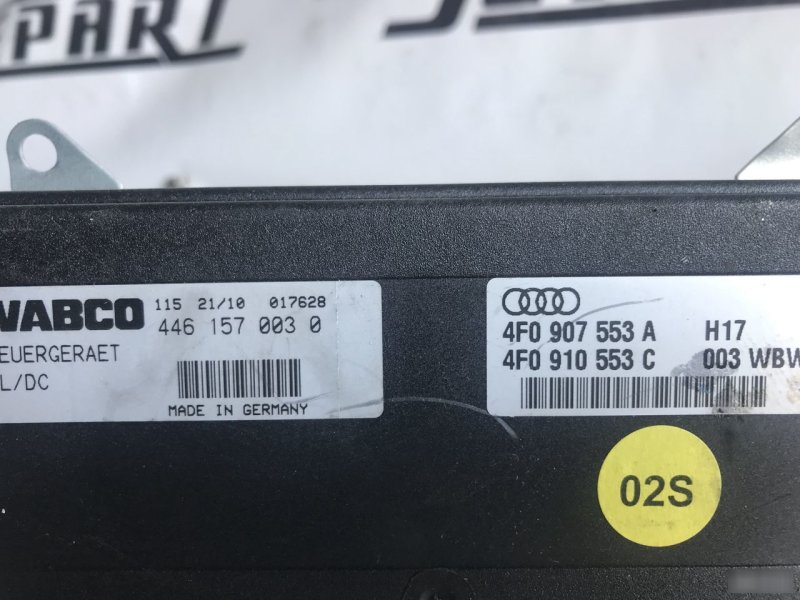 PART
WABCO 115 21/10 017628
446 157 003 0
EUERGERAET
L/DC
MADE IN GERMANY
4F0 907 553 A H17
4F0 910 553 C 003 WBW
02S